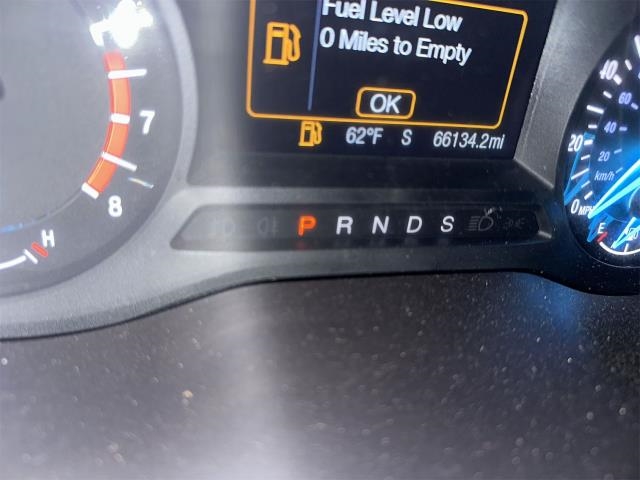 Fuel Level Low
0 Miles to Empty
OK
62°F S 66134.2mi
P R N D S
7
8
H
40
20
0 MPH
60
40
20
km/h
E